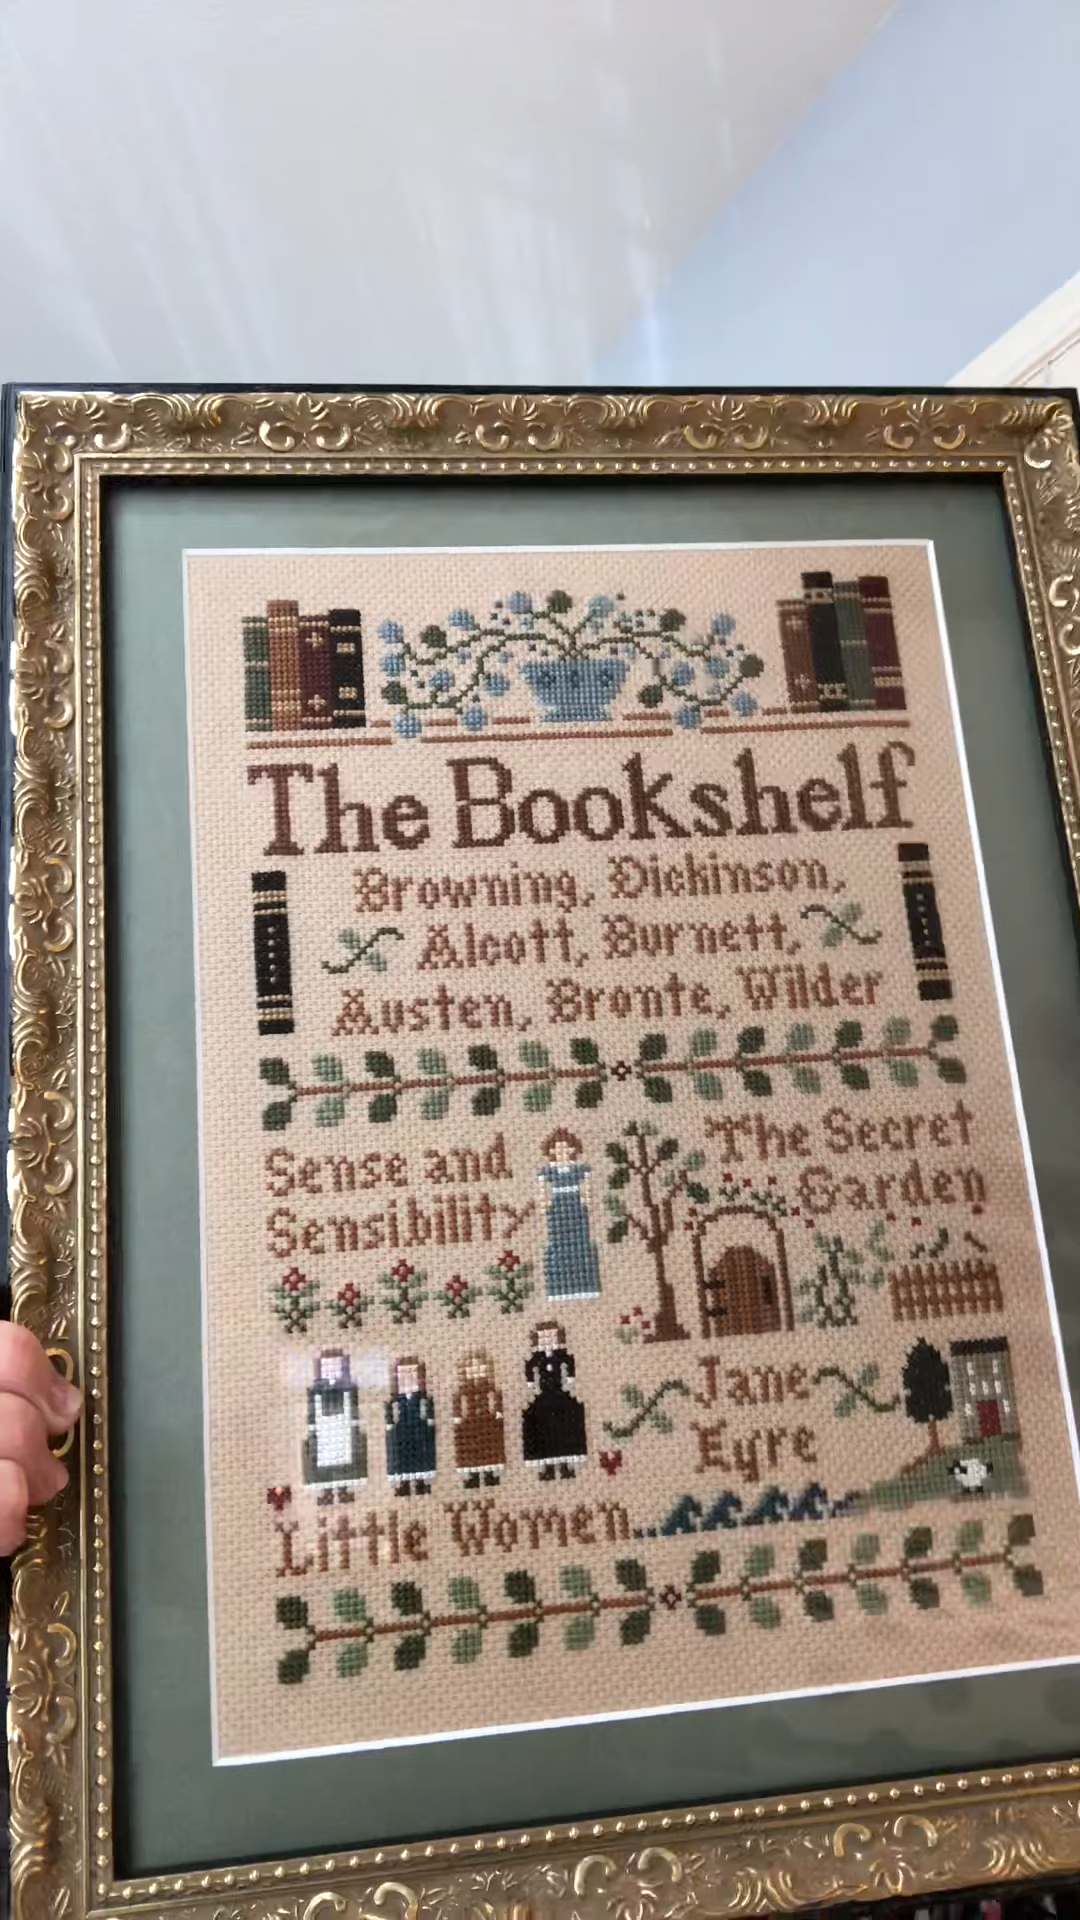 The Bookshelf
Browning, Dickinson,
Alcott, Burnett,
Austen, Bronte, Wilder
Sense and
Sensibility
The Secret
Garden
Jane
Eyre
Little Women